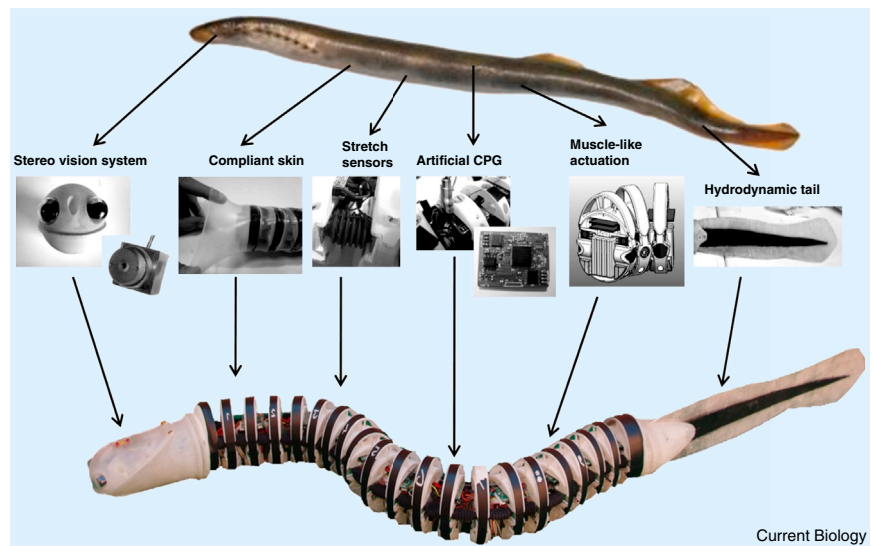 Stereo vision system
Compliant skin
Stretch
sensors
Artificial CPG
Muscle-like
actuation
Hydrodynamic tail
Current Biology